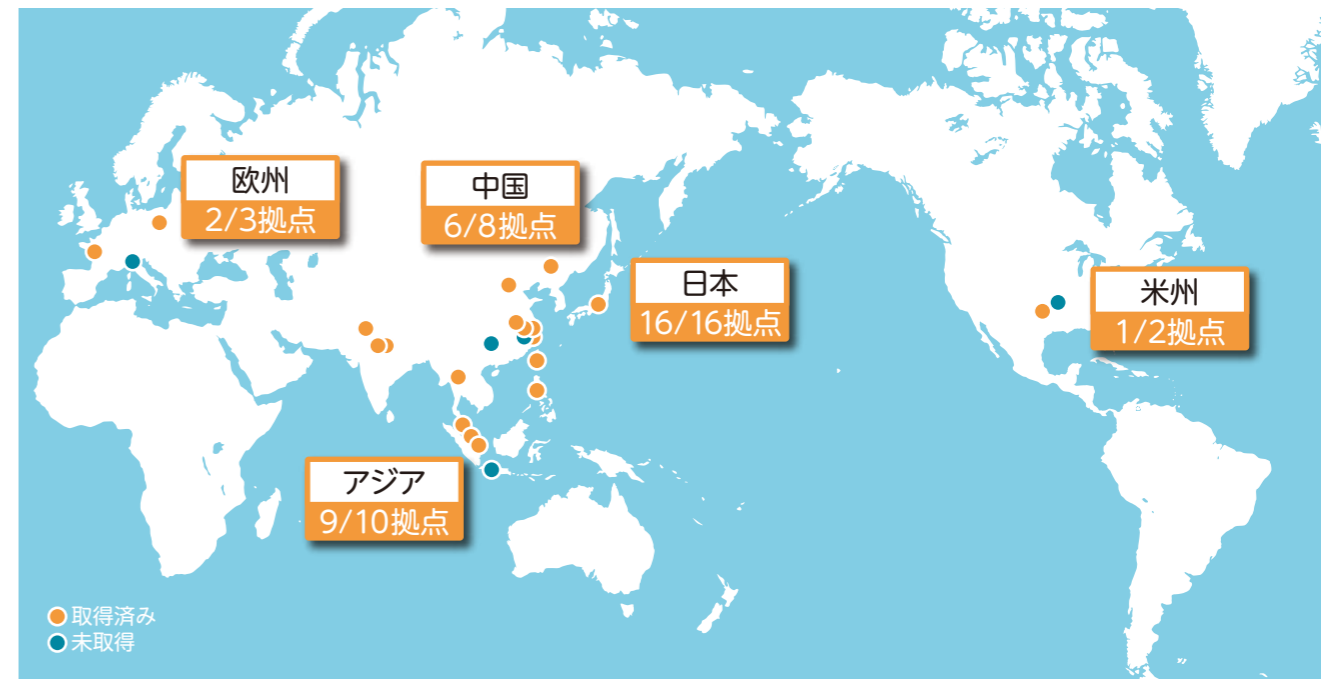 欧州
2/3拠点
中国
6/8拠点
日本
16/16拠点
米州
1/2拠点
アジア
9/10拠点
取得済み
未取得